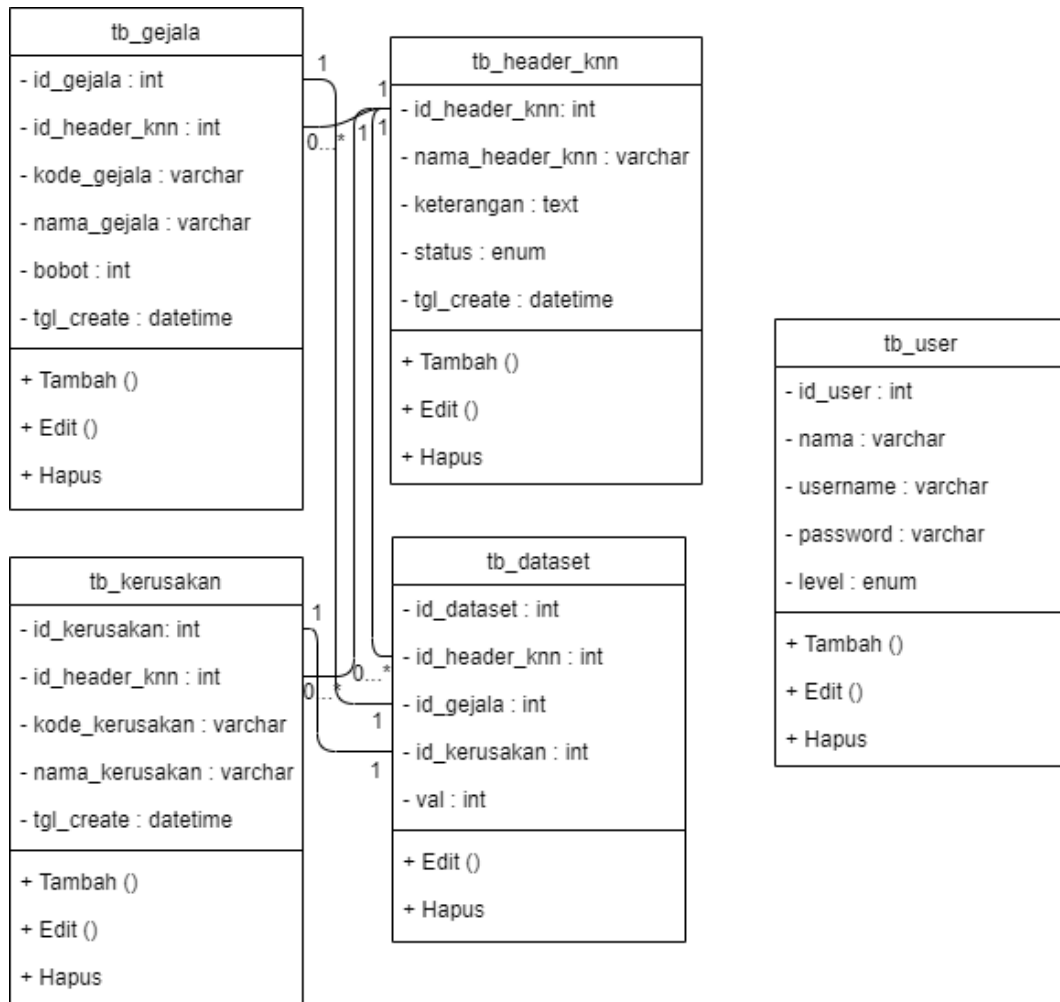 tb_gejala
- id_gejala : int
- id_header_knn : int
- kode_gejala : varchar
- nama_gejala : varchar
- bobot : int
- tgl_create : datetime
+ Tambah ()
+ Edit ()
+ Hapus
1
0...*
1
1
1
tb_header_knn
- id_header_knn: int
- nama_header_knn : varchar
- keterangan : text
- status : enum
- tgl_create : datetime
+ Tambah ()
+ Edit ()
+ Hapus
tb_user
- id_user : int
- nama : varchar
- username : varchar
- password : varchar
- level : enum
+ Tambah ()
+ Edit ()
+ Hapus
tb_kerusakan
- id_kerusakan: int
- id_header_knn : int
- kode_kerusakan : varchar
- nama_kerusakan : varchar
- tgl_create : datetime
+ Tambah ()
+ Edit ()
+ Hapus
1
0...*
0...*
1
1
tb_dataset
- id_dataset : int
- id_header_knn : int
- id_gejala : int
- id_kerusakan : int
- val : int
+ Edit ()
+ Hapus